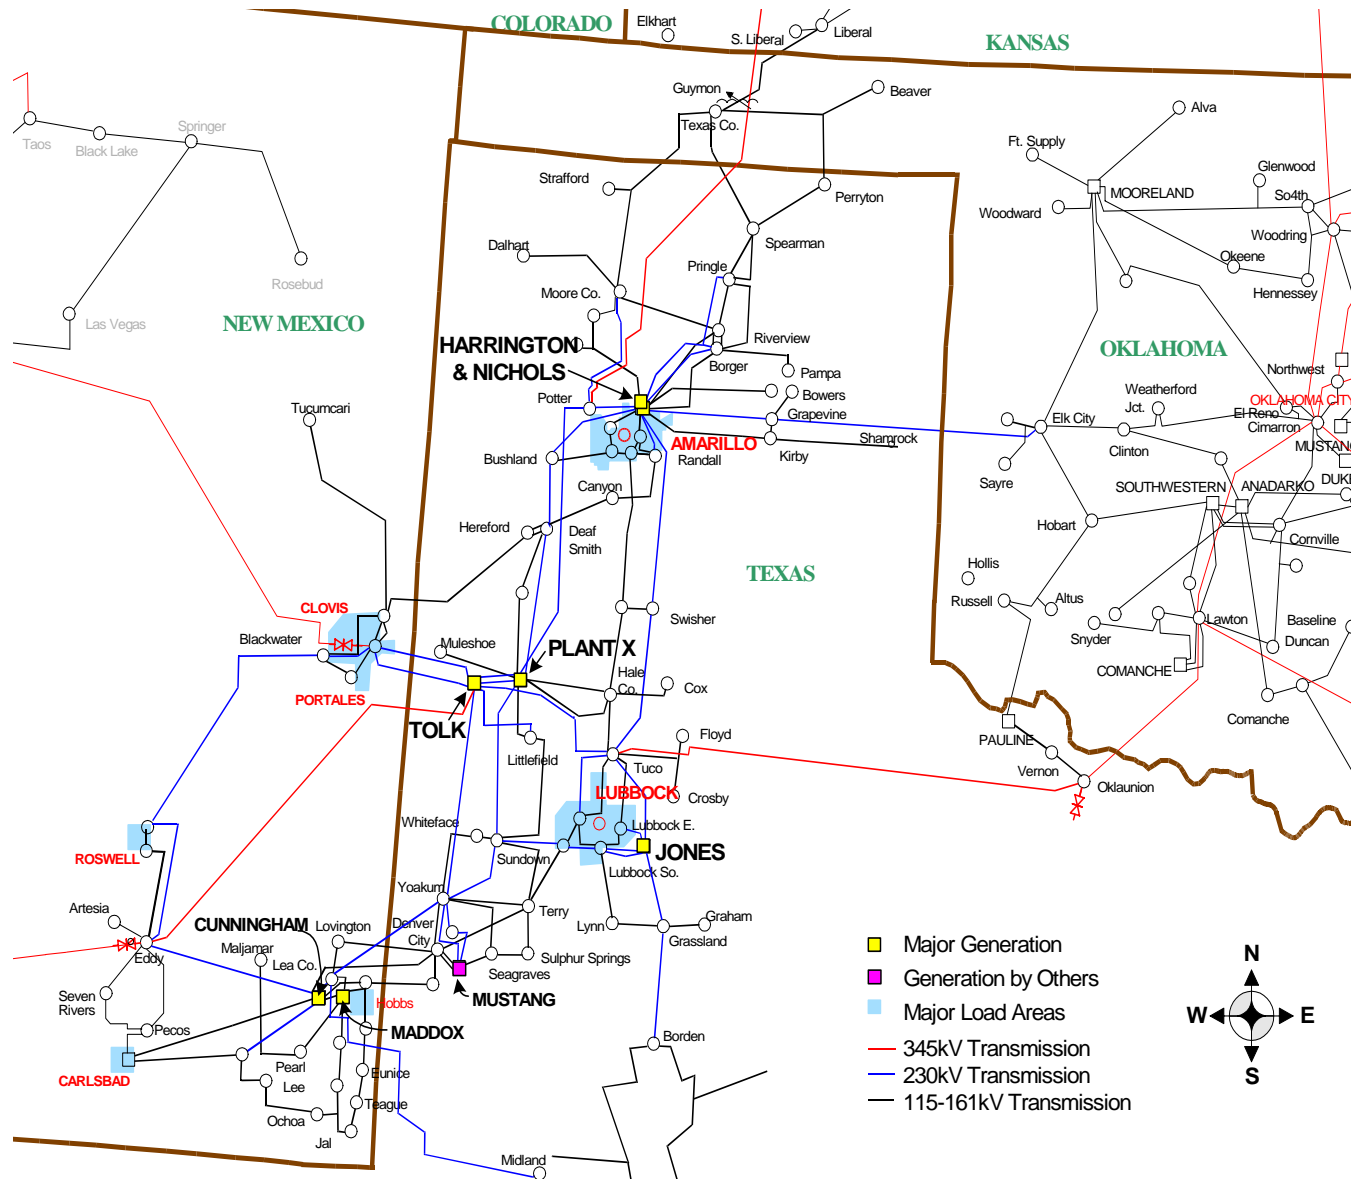 COLORADO
Elkhart
S. Liberal
Liberal
KANSAS
Guymon
Beaver
Texas Co.
Alva
Springer
Taos
Black Lake
Ft. Supply
Glenwood
Strafford
Perryton
MOORELAND
So4th
Woodward
Woodring
Spearman
Dalhart
Rosebud
Pringle
Okeene
Hennessey
Moore Co.
Las Vegas
NEW MEXICO
HARRINGTON
& NICHOLS
Riverview
Borger
OKLAHOMA
Northwest
Pampa
Weatherford
Jct.
Tucumcari
Potter
Bowers
Grapevine
OKLAHOMA CITY
El Reno
Cimarron
Elk City
AMARILLO
Shamrock
MUSTANG
Bushland
Randall
Kirby
Clinton
Sayre
DUKE
Canyon
SOUTHWESTERN
ANADARKO
Hereford
Deaf
Smith
Hobart
Cornville
Hollis
TEXAS
Russell
Altus
CLOVIS
Swisher
Lawton
Baseline
Blackwater
Muleshoe
PLANT X
Snyder
Duncan
COMANCHE
Hale
Co.
Cox
PORTALES
Comanche
TOLK
Floyd
PAULINE
Littlefield
Tuco
Vernon
Oklaunion
LUBBOCK
Crosby
Whiteface
Lubbock E.
JONES
Sundown
ROSWELL
Lubbock So.
Yoakum
Artesia
CUNNINGHAM
Lovington
Denver
City
Terry
Lynn
Graham
Grassland
Eddy
Maljamar
Lea Co.
Sulphur Springs
Seagraves
Major Generation
Generation by Others
Major Load Areas
345kV Transmission
230kV Transmission
115-161kV Transmission
N
W
E
S
Seven
Rivers
Hobbs
MUSTANG
Pecos
MADDOX
Borden
CARLSBAD
Pearl
Lee
Eunice
Teague
Ochoa
Jal
Midland